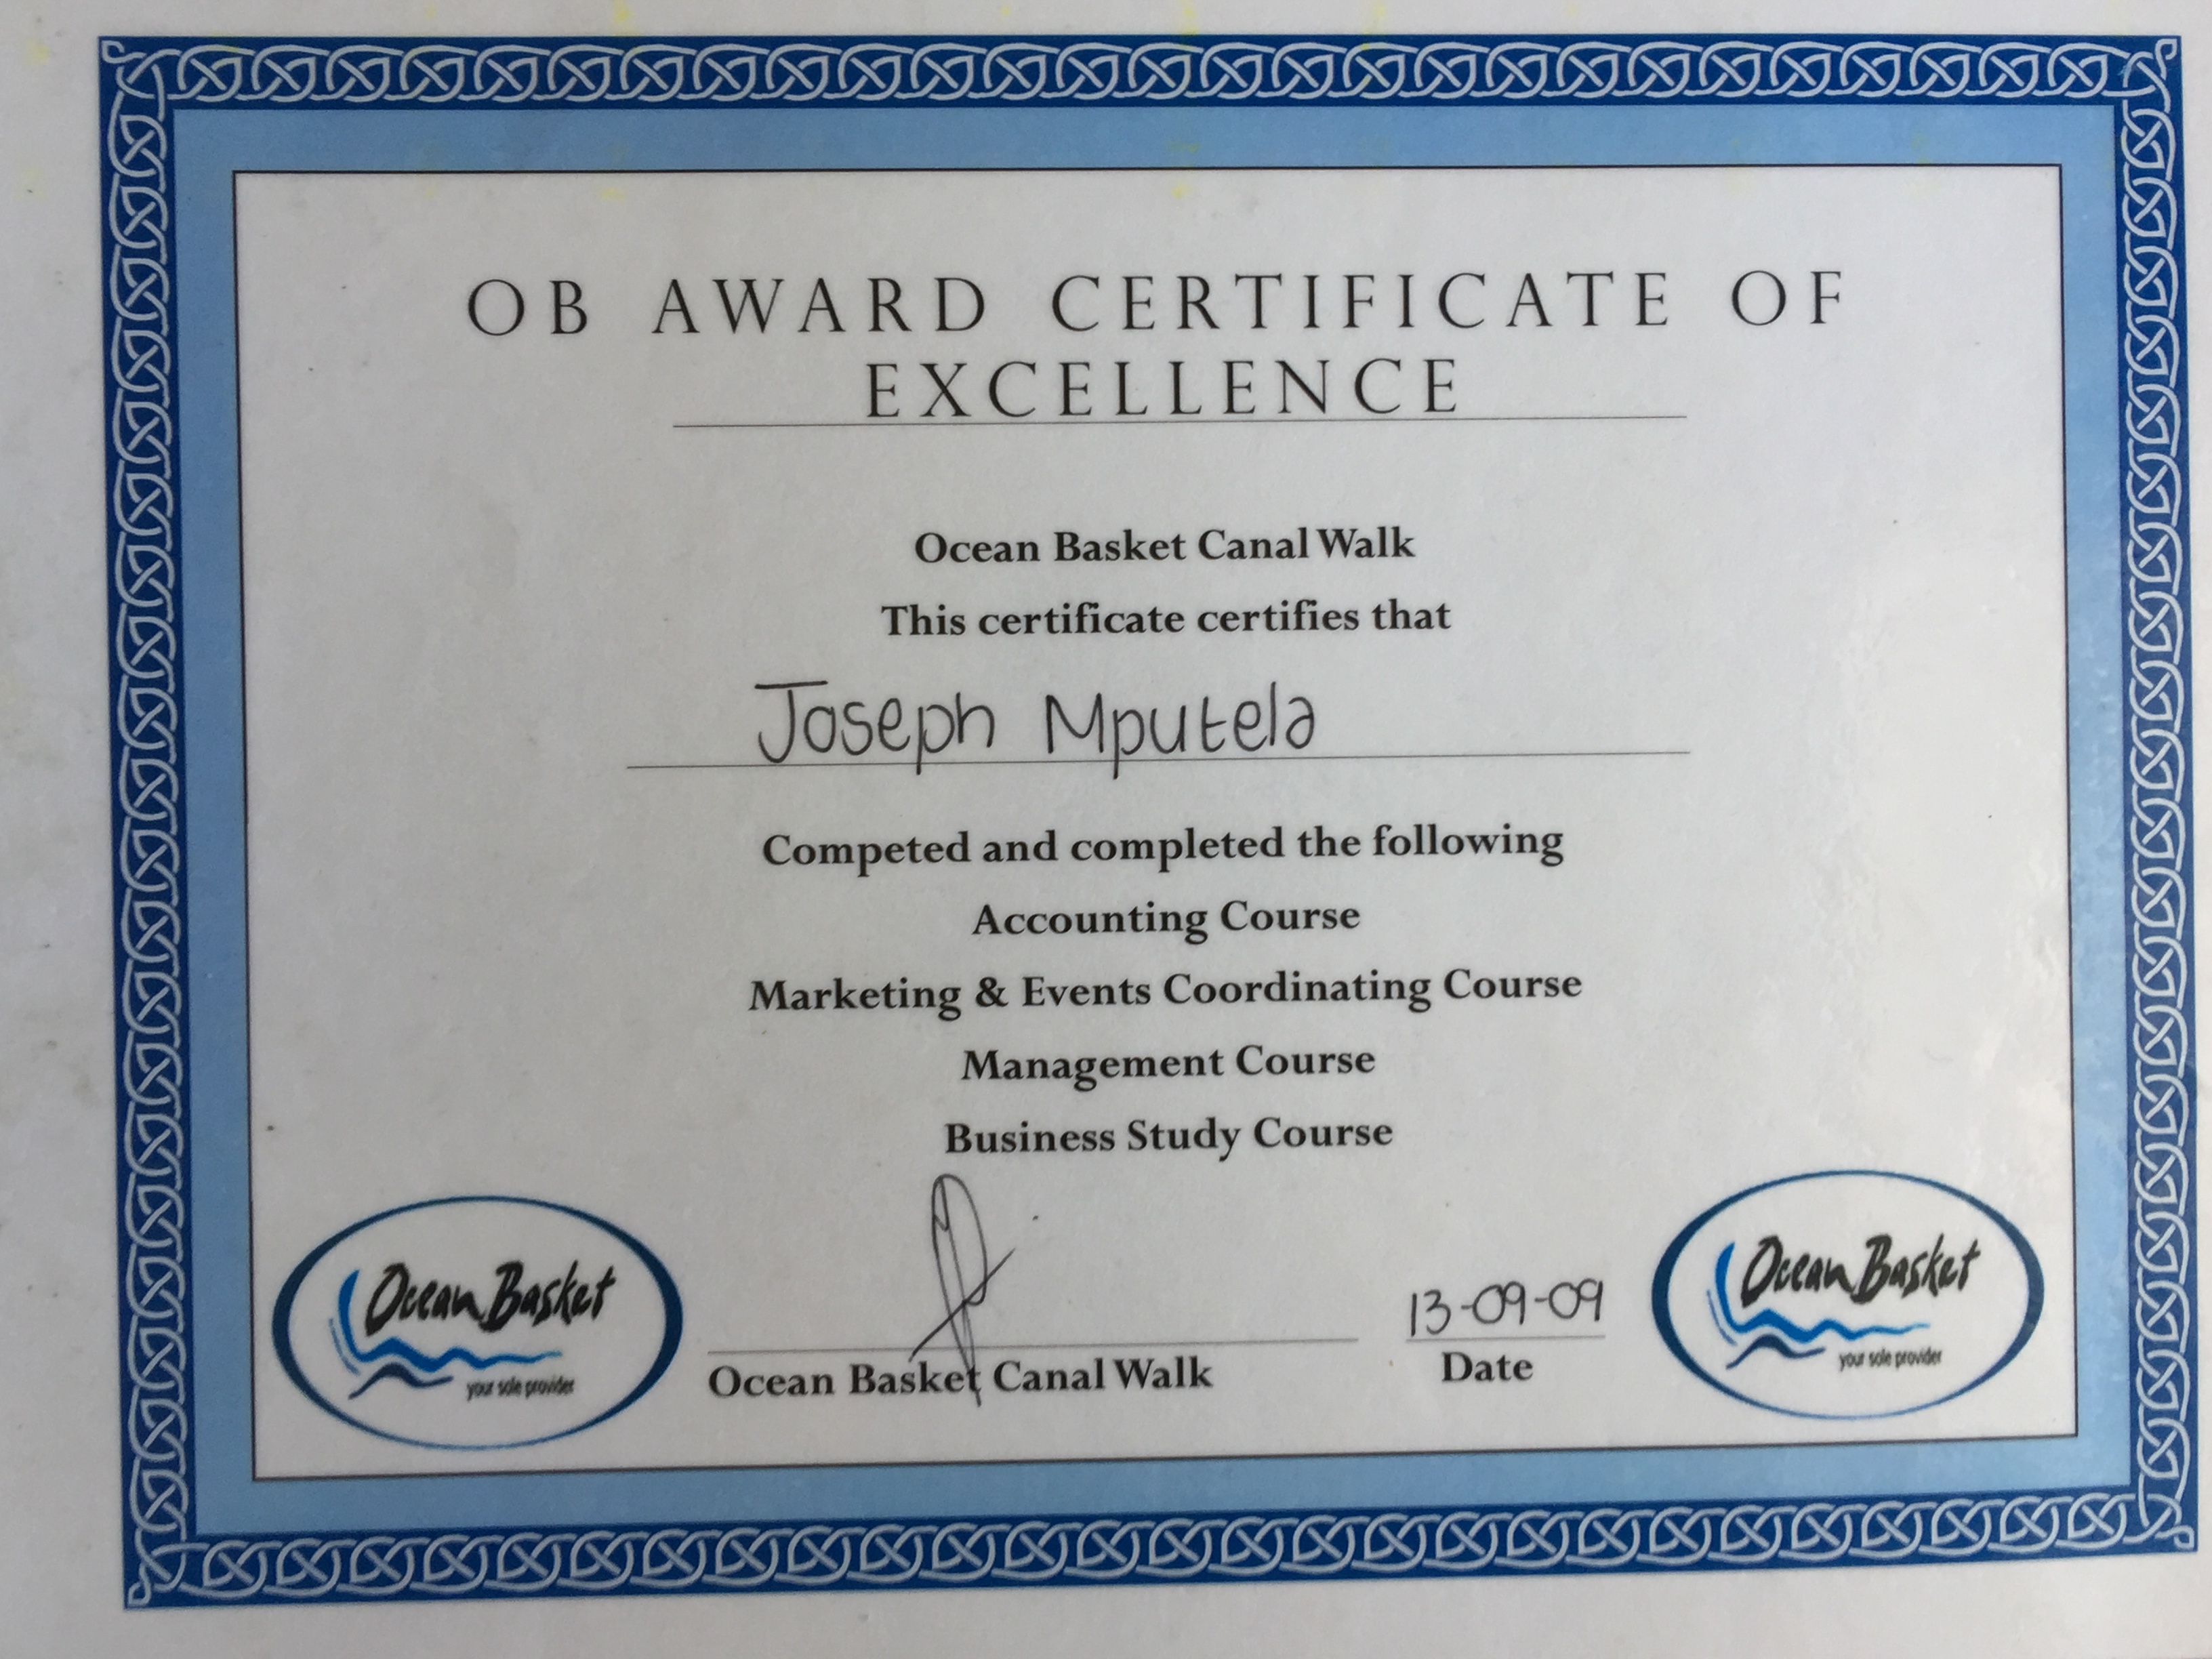 OB AWARD CERTIFICATE OF
EXCELLENCE
Ocean Basket Canal Walk
This certificate certifies that
Joseph Mputela
Competed and completed the following
Accounting Course
Marketing & Events Coordinating Course
Management Course
Business Study Course
Ocean Basket
your sole provider
Ocean Basket Canal Walk
13-09-09
Date
Ocean Basket
your sole provider